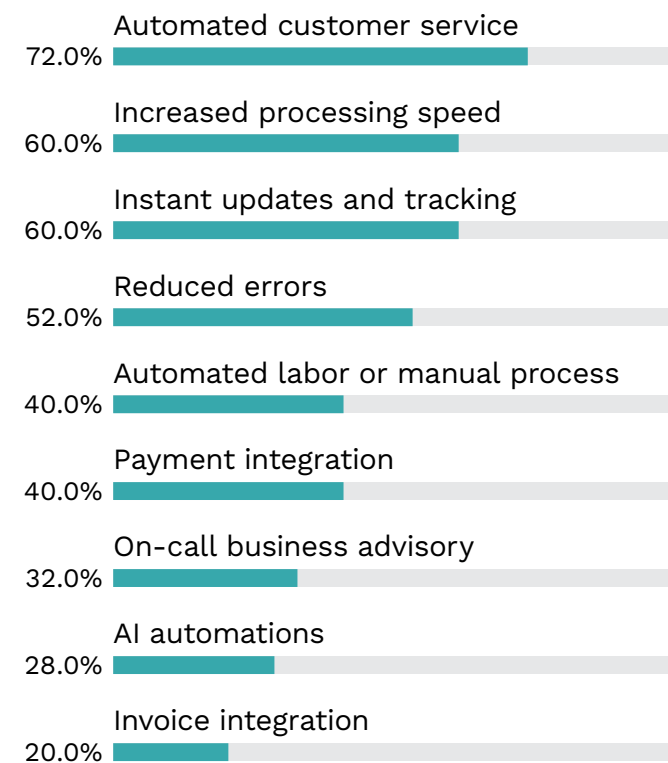 Automated customer service
72.0%
Increased processing speed
60.0%
Instant updates and tracking
60.0%
Reduced errors
52.0%
Automated labor or manual process
40.0%
Payment integration
40.0%
On-call business advisory
32.0%
AI automations
28.0%
Invoice integration
20.0%